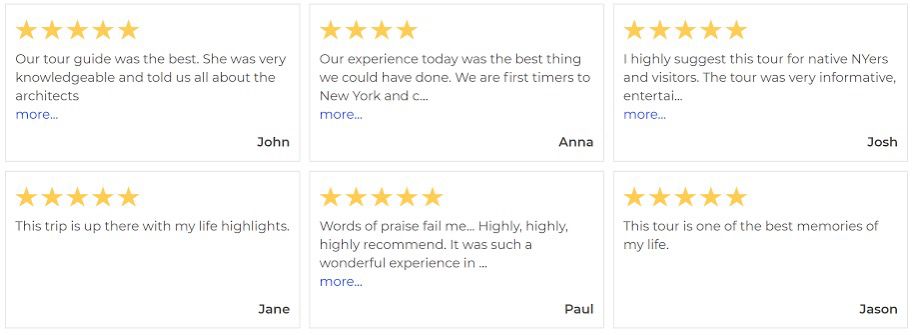 Our tour guide was the best. She was very
knowledgeable and told us all about the
architects
more...
John
Our experience today was the best thing
we could have done. We are first timers to
New York and c...
more...
Anna
I highly suggest this tour for native NYers
and visitors. The tour was very informative,
entertai...
more...
Josh
This trip is up there with my life highlights.
Jane
Words of praise fail me... Highly, highly,
highly recommend. It was such a
wonderful experience in ...
more...
Paul
This tour is one of the best memories of
my life.
Jason